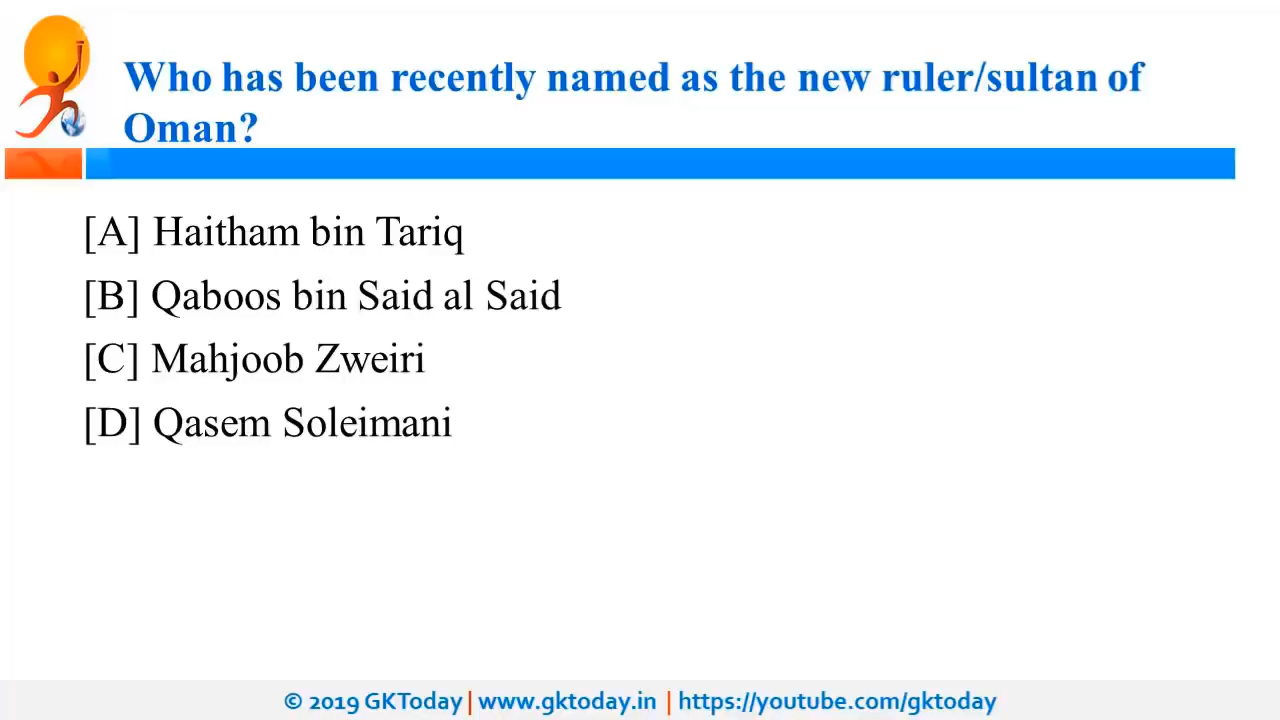 Who has been recently named as the new ruler/sultan of
Oman?
[A] Haitham bin Tariq
[B] Qaboos bin Said al Said
[C] Mahjoob Zweiri
[D] Qasem Soleimani
© 2019 GKToday | www.gktoday.in | https://youtube.com/gktoday